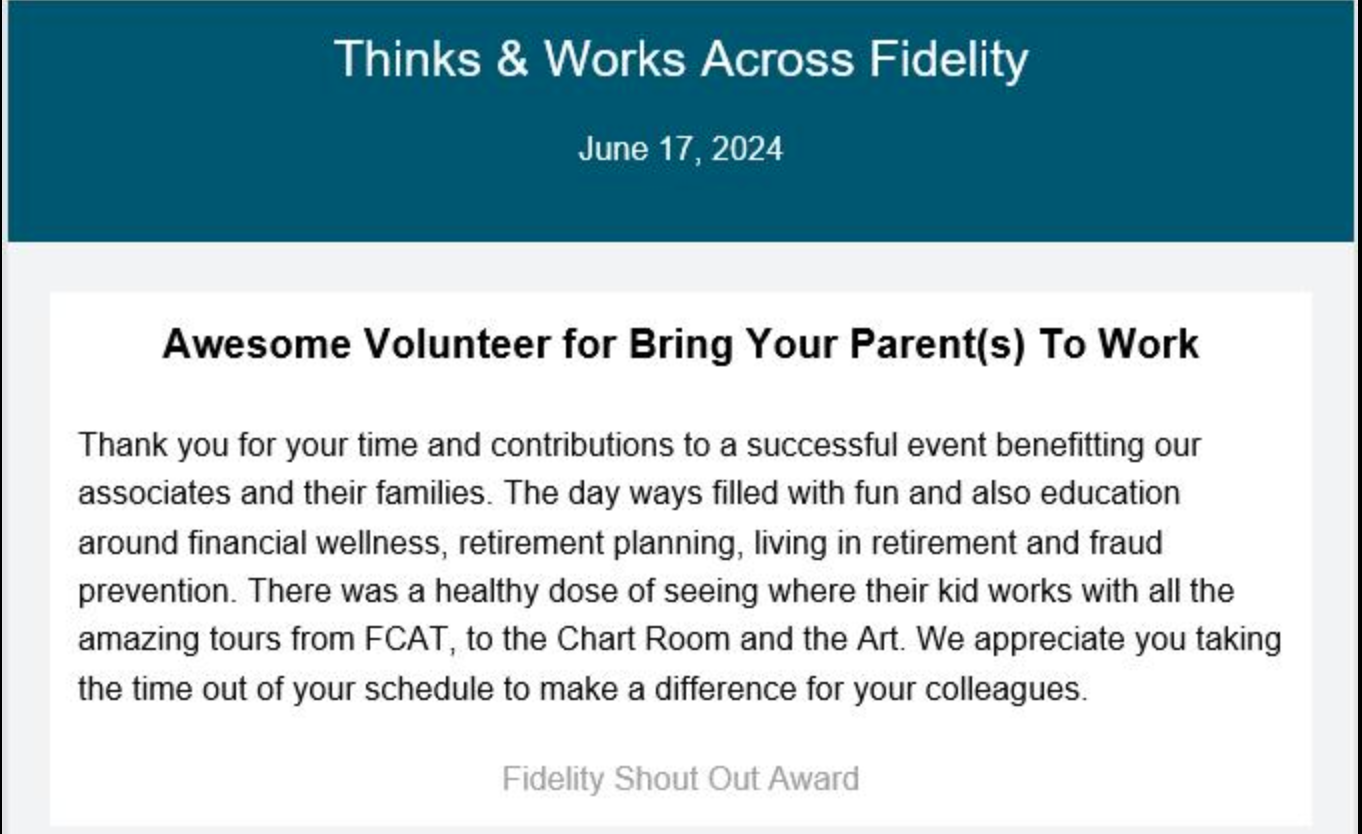 Thinks & Works Across Fidelity
June 17, 2024
Awesome Volunteer for Bring Your Parent(s) To Work
Thank you for your time and contributions to a successful event benefitting our
associates and their families. The day ways filled with fun and also education
around financial wellness, retirement planning, living in retirement and fraud
prevention. There was a healthy dose of seeing where their kid works with all the
amazing tours from FCAT, to the Chart Room and the Art. We appreciate you taking
the time out of your schedule to make a difference for your colleagues.
Fidelity Shout Out Award